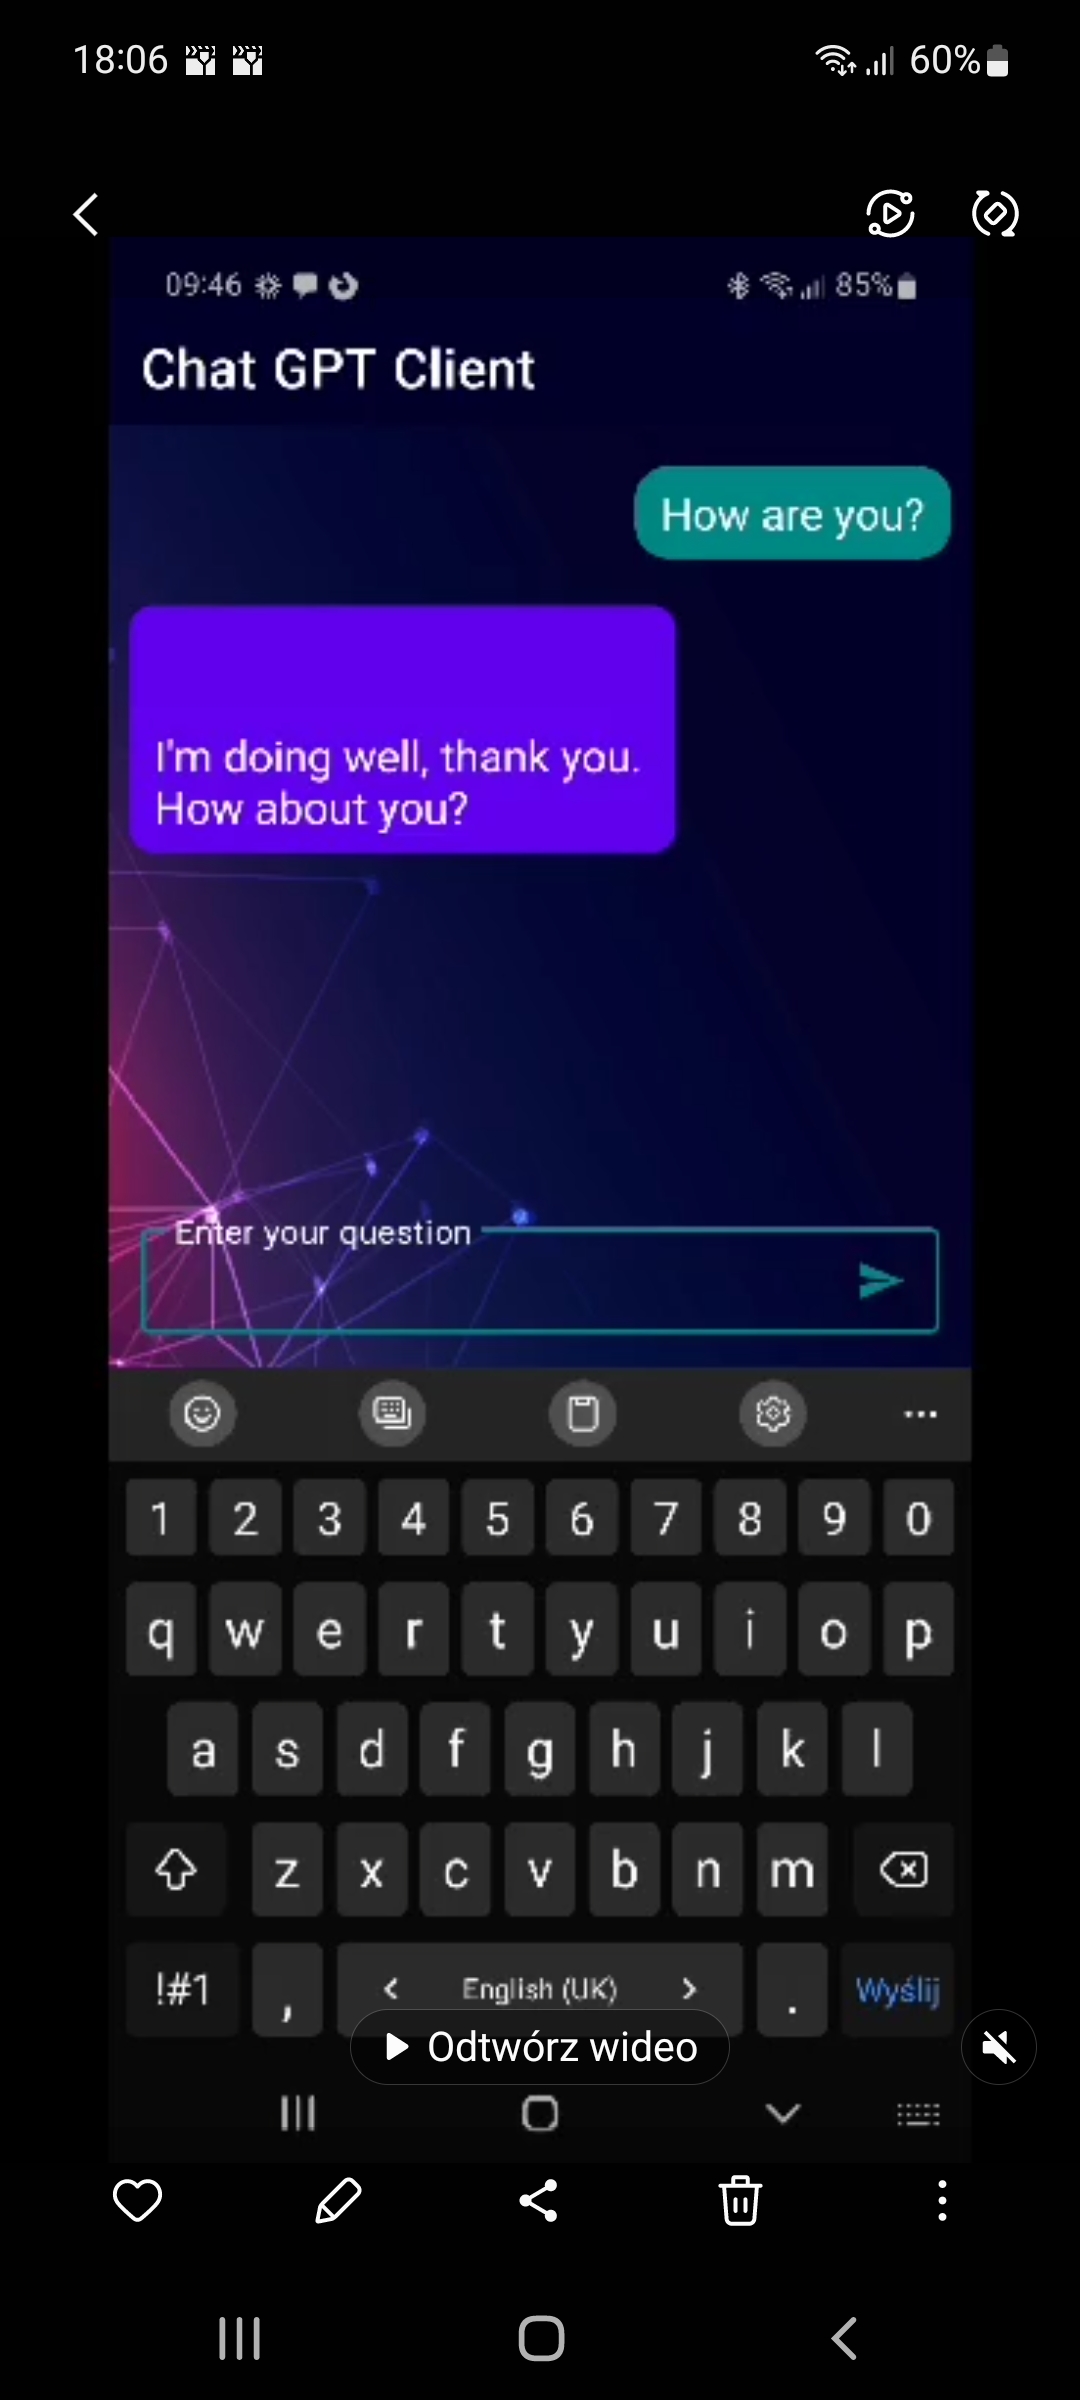 18:06 60%
09:46 85%
Chat GPT Client
How are you?
I'm doing well, thank you.
How about you?
Enter your question
1 2 3 4 5 6 7 8 9 0
q w e r t y u i o p
a s d f g h j k l
z x c v b n m
!#1 , < English (UK) > . Wyślij
Odtwórz wideo